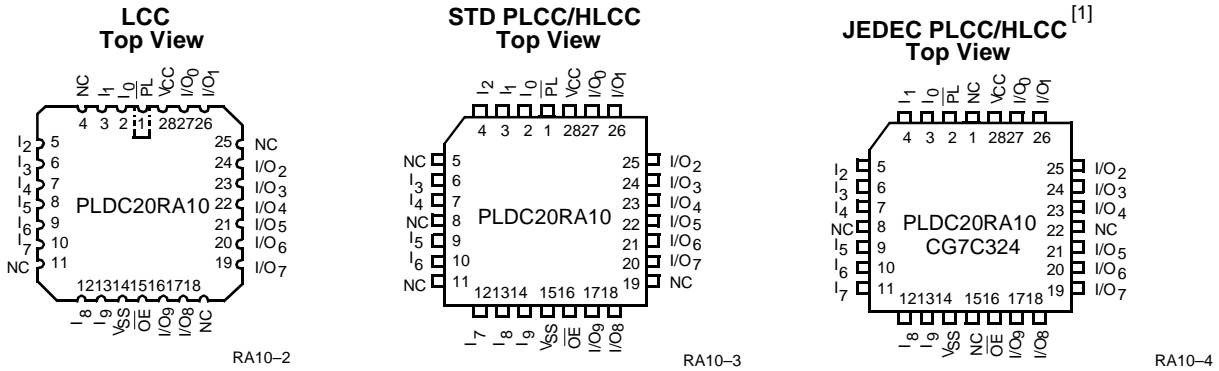 LCC
Top View
NC I1 I0 PL VCC I/O0 I/O1
4 3 2 1 28 27 26
I2 5 25 NC
I3 6 24 I/O2
I4 7 23 I/O3
I5 8 PLDC20RA10 22 I/O4
I6 9 21 I/O5
I7 10 20 I/O6
NC 11 19 I/O7
12 13 14 15 16 17 18
I8 I9 VSS OE I/O9 I/O8 NC
RA10–2
STD PLCC/HLCC
Top View
I2 I1 I0 PL VCC I/O0 I/O1
4 3 2 1 28 27 26
NC 5 25 I/O2
I3 6 24 I/O3
I4 7 23 I/O4
NC 8 PLDC20RA10 22 I/O5
I5 9 21 I/O6
I6 10 20 I/O7
NC 11 19 NC
12 13 14 15 16 17 18
I7 I8 I9 VSS OE I/O9 I/O8
RA10–3
JEDEC PLCC/HLCC [1]
Top View
I1 I0 PL NC VCC I/O0 I/O1
4 3 2 1 28 27 26
I2 5 25 I/O2
I3 6 24 I/O3
I4 7 23 I/O4
NC 8 PLDC20RA10 22 NC
I5 9 CG7C324 21 I/O5
I6 10 20 I/O6
I7 11 19 I/O7
12 13 14 15 16 17 18
I8 I9 VSS NC OE I/O9 I/O8
RA10–4